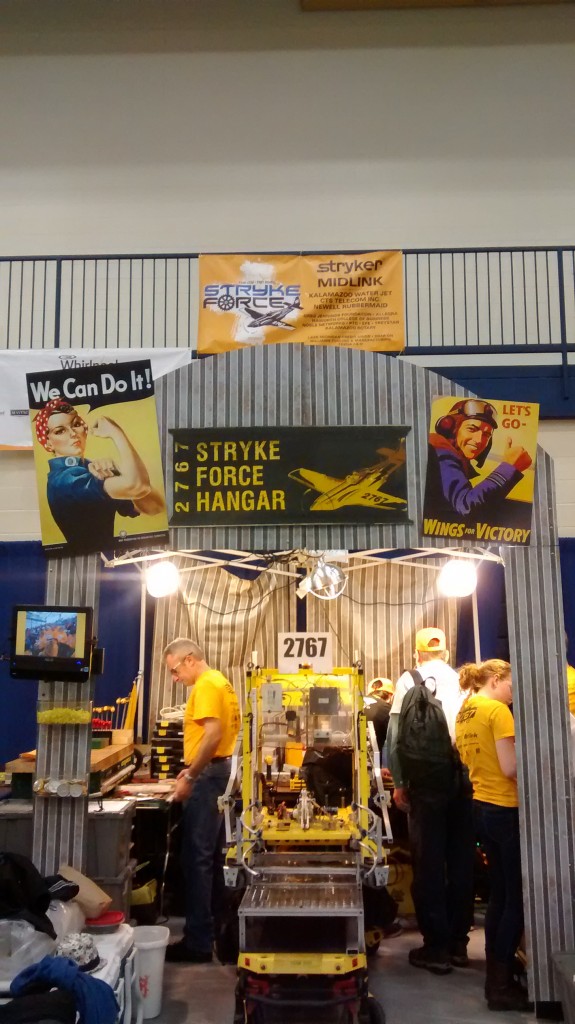 STRYKE
FORCE
stryker
MIDLINK
KALAMAZOO WATER JET
CTS TELECOM INC
NEWELL RUBBERMAID
Whirlpool
We Can Do It!
2767
STRYKE
FORCE
HANGAR
2767
LET'S
GO-
WINGS FOR VICTORY
2767